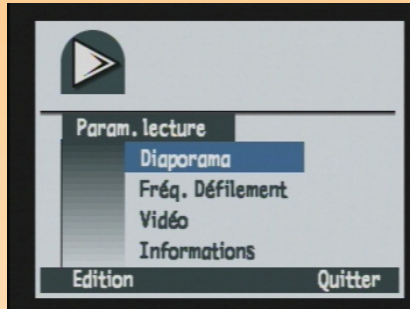 Param. lecture
Diaporama
Fréq. Défilement
Vidéo
Informations
Edition Quitter